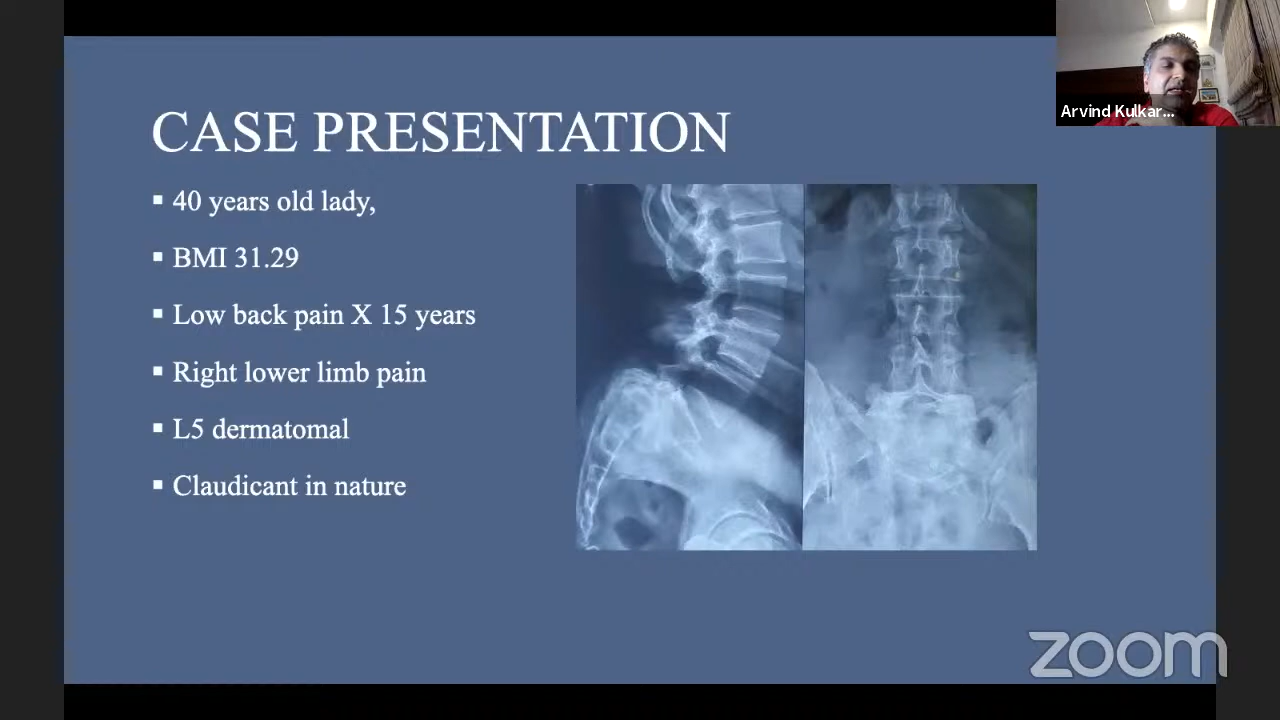 Arvind Kulkar...
CASE PRESENTATION
▪ 40 years old lady,
▪ BMI 31.29
▪ Low back pain X 15 years
▪ Right lower limb pain
▪ L5 dermatomal
▪ Claudicant in nature
zoom